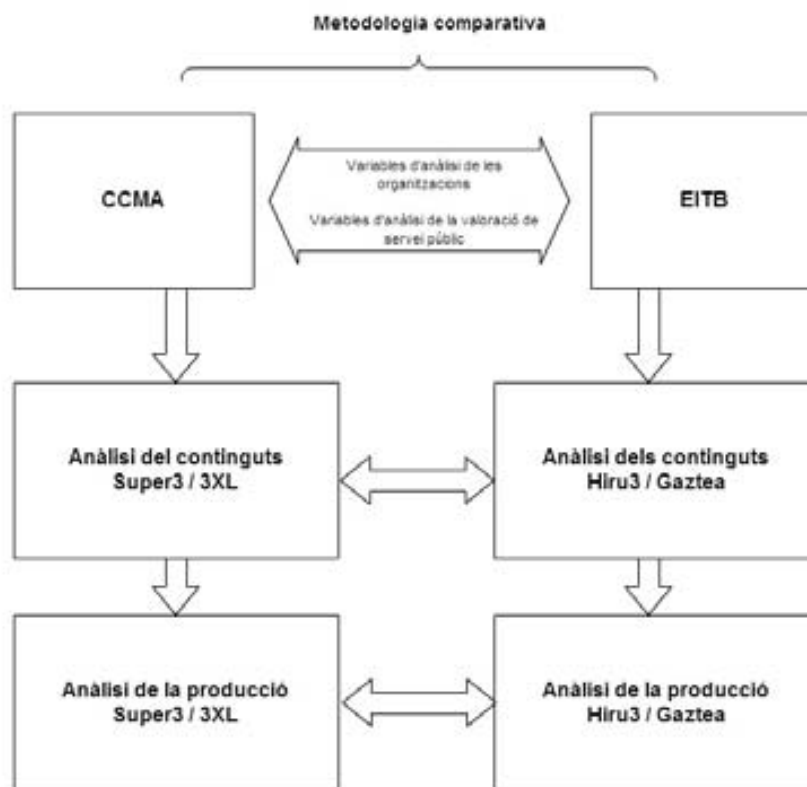 Metodologia comparativa
CCMA
Variables d'anàlisi de les
organitzacions
Variables d'anàlisi de la valoració de
servei públic
EITB
Anàlisi del continguts
Super3 / 3XL
Anàlisi dels continguts
Hiru3 / Gaztea
Anàlisi de la producció
Super3 / 3XL
Anàlisi de la producció
Hiru3 / Gaztea